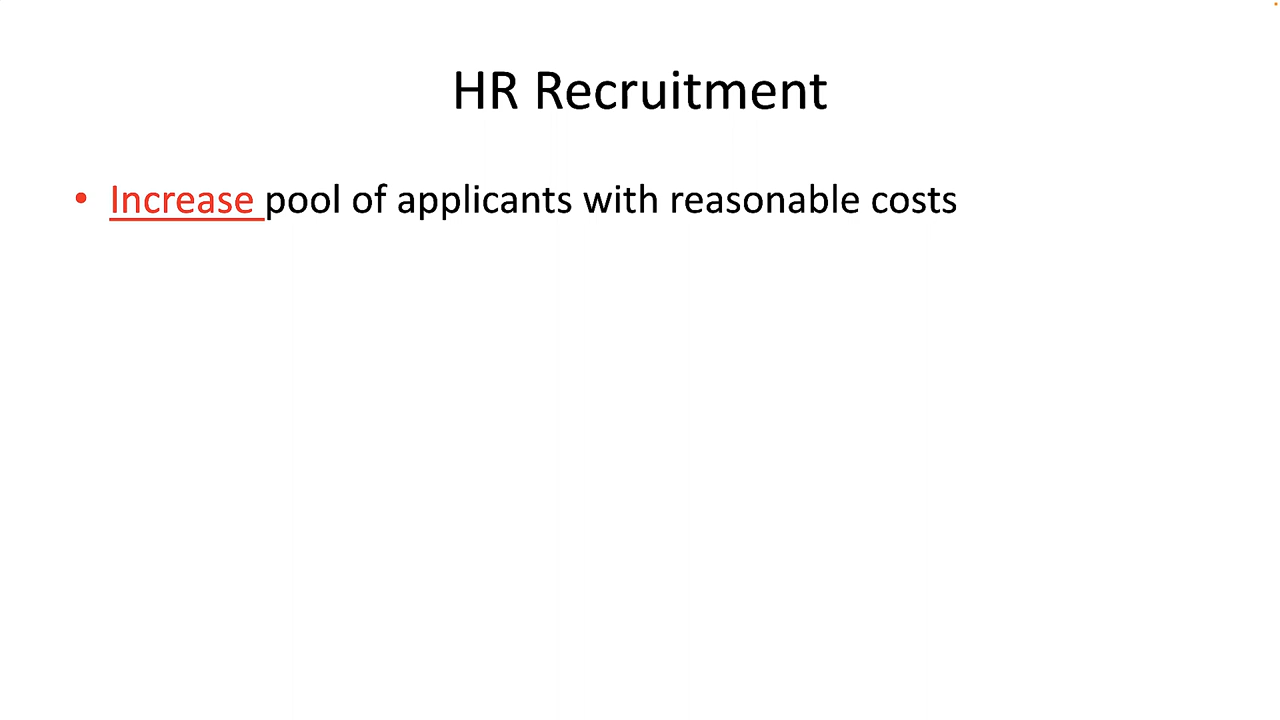 HR Recruitment
• Increase pool of applicants with reasonable costs